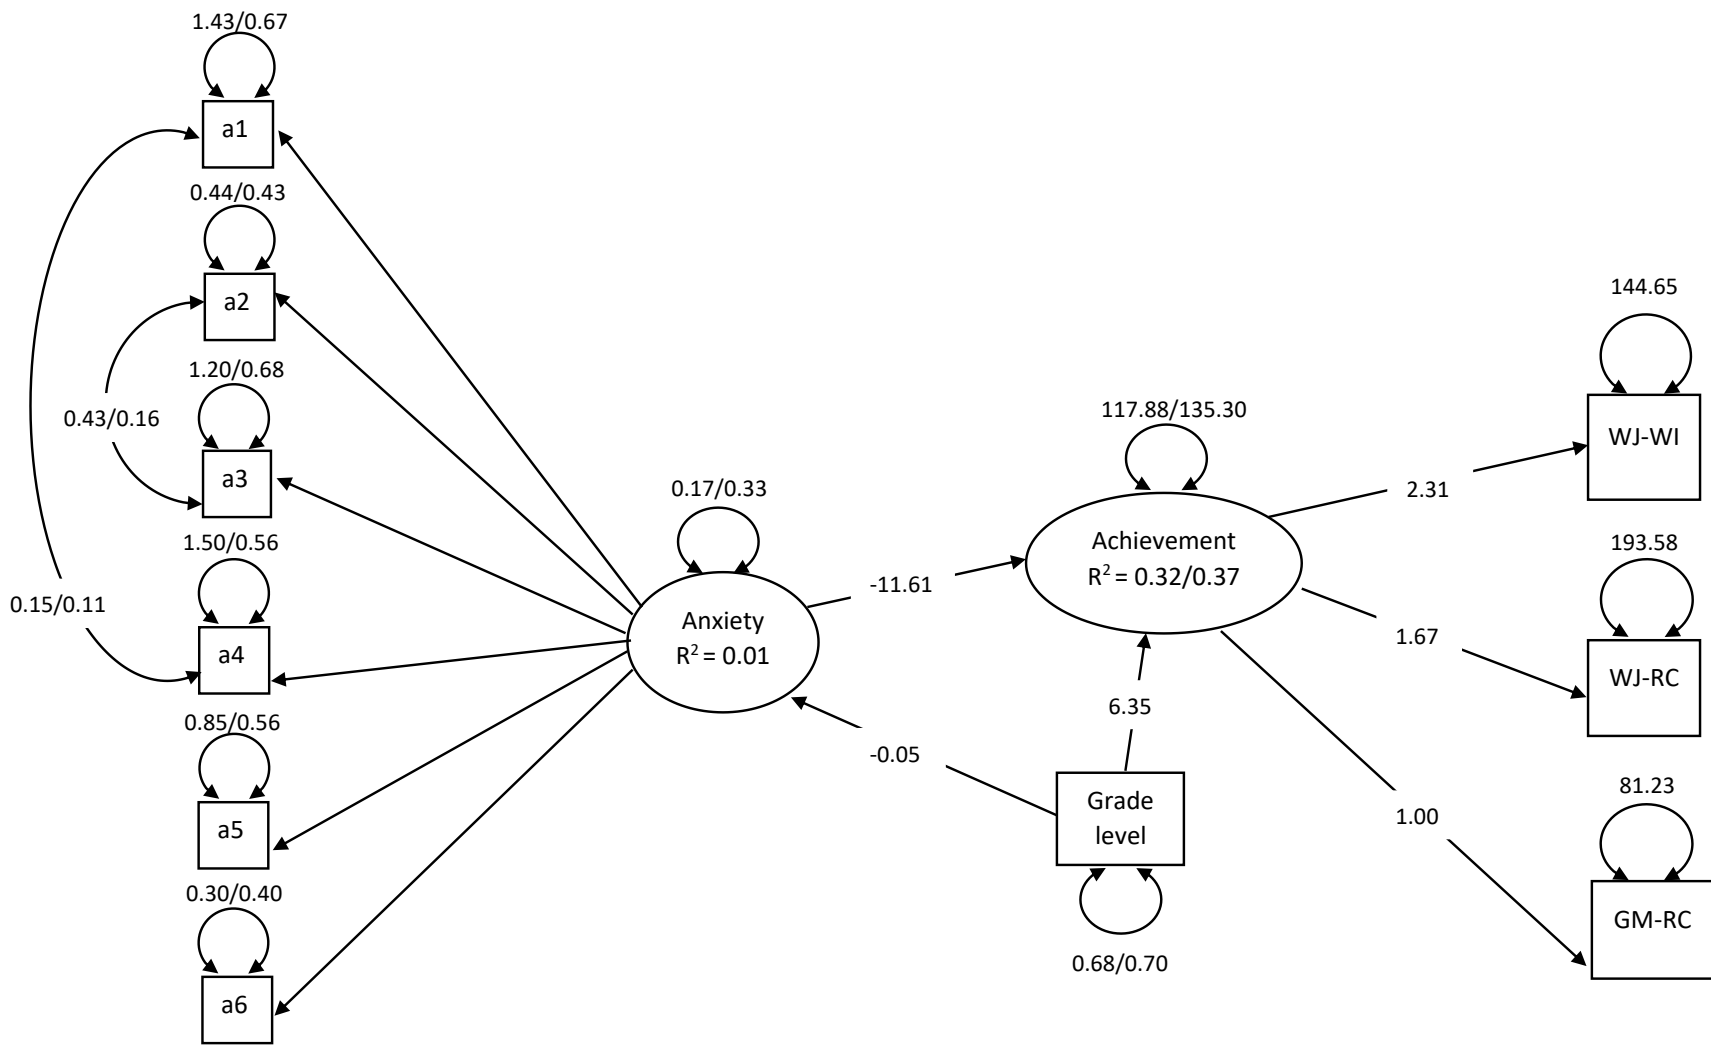 1.43/0.67
a1
0.44/0.43
a2
1.20/0.68
0.43/0.16
a3
1.50/0.56
0.15/0.11
a4
0.85/0.56
a5
0.30/0.40
a6
0.17/0.33
Anxiety
R² = 0.01
-11.61
-0.05
117.88/135.30
Achievement
R² = 0.32/0.37
6.35
Grade
level
0.68/0.70
2.31
1.67
1.00
144.65
WJ-WI
193.58
WJ-RC
81.23
GM-RC